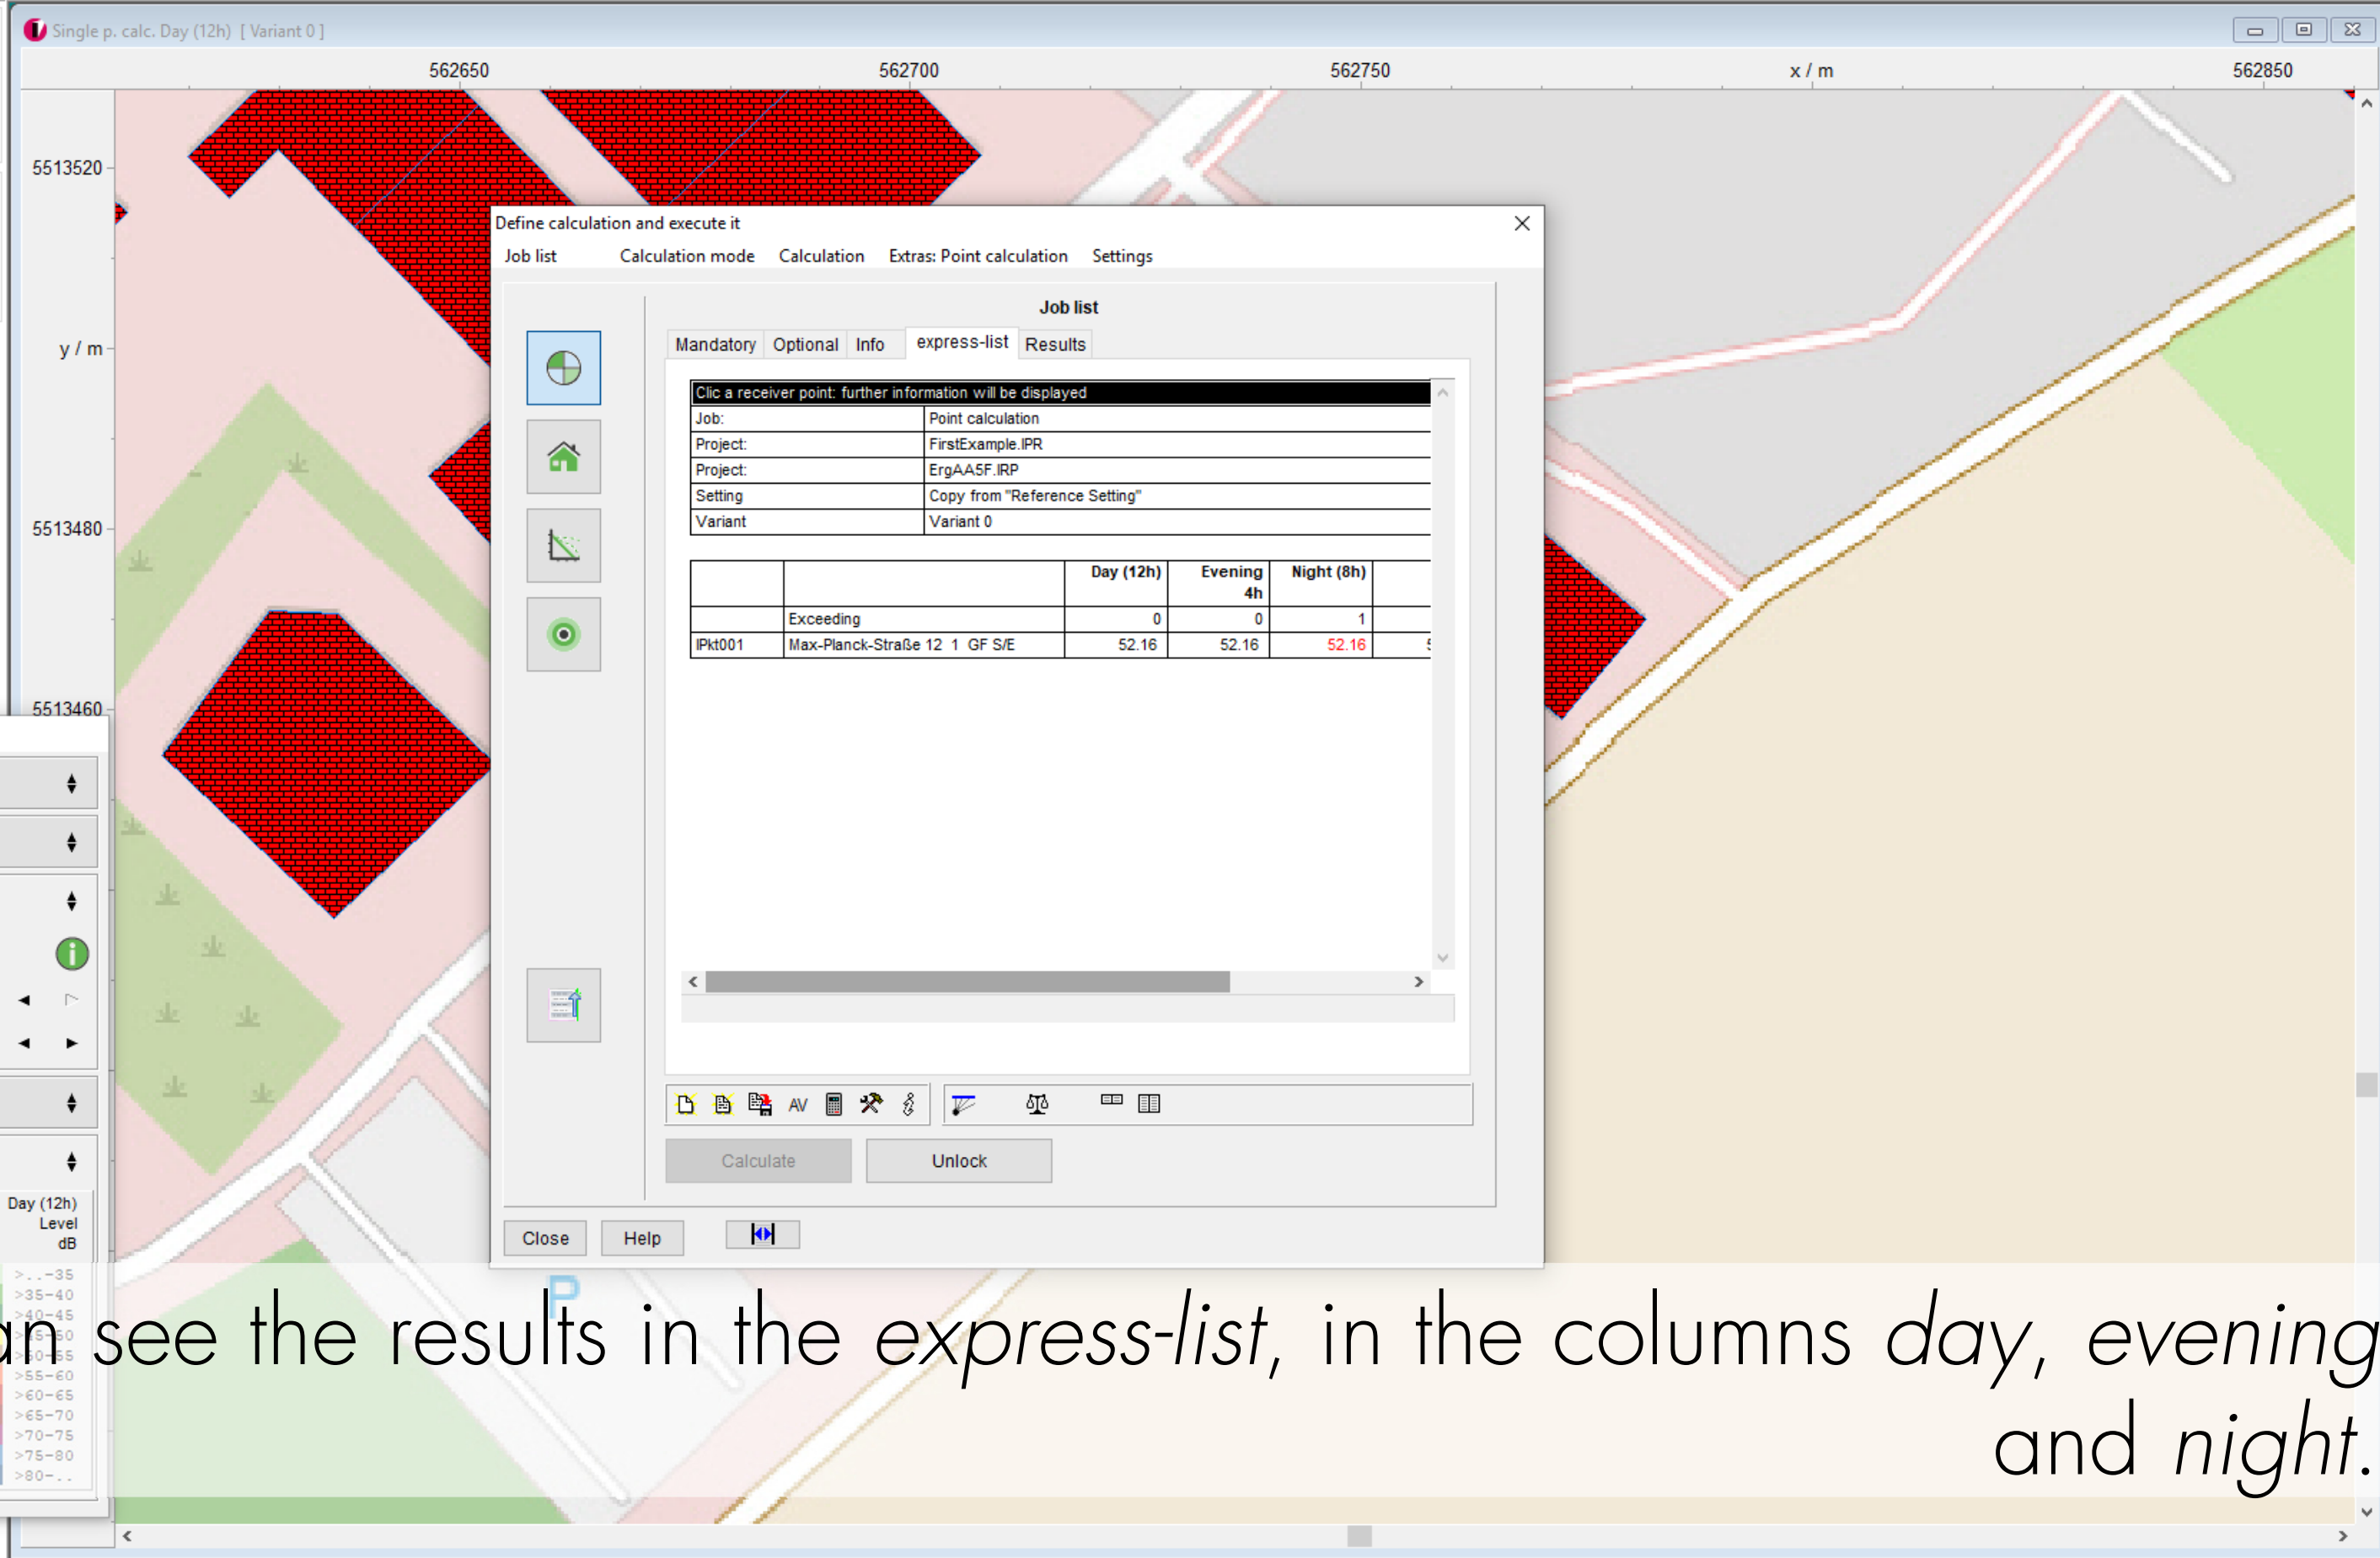 Single p. calc. Day (12h) [ Variant 0 ]
562650 562700 562750 x / m 562850
5513520
y / m
5513480
5513460
Define calculation and execute it
Job list Calculation mode Calculation Extras: Point calculation Settings
Job list
Mandatory Optional Info express-list Results
Clic a receiver point: further information will be displayed
Job: Point calculation
Project: FirstExample.IPR
Project: ErgAA5F.IRP
Setting Copy from "Reference Setting"
Variant Variant 0
Day (12h) Evening Night (8h)
4h
Exceeding 0 0 1
IPkt001 Max-Planck-Straße 12 1 GF S/E 52.16 52.16 52.16 5
AV
Calculate Unlock
Close Help
P
Day (12h)
Level
dB
>..-35
>35-40
>40-45
>45-50
>50-55
>55-60
>60-65
>65-70
>70-75
>75-80
>80-..
an see the results in the express-list, in the columns day, evening
and night.